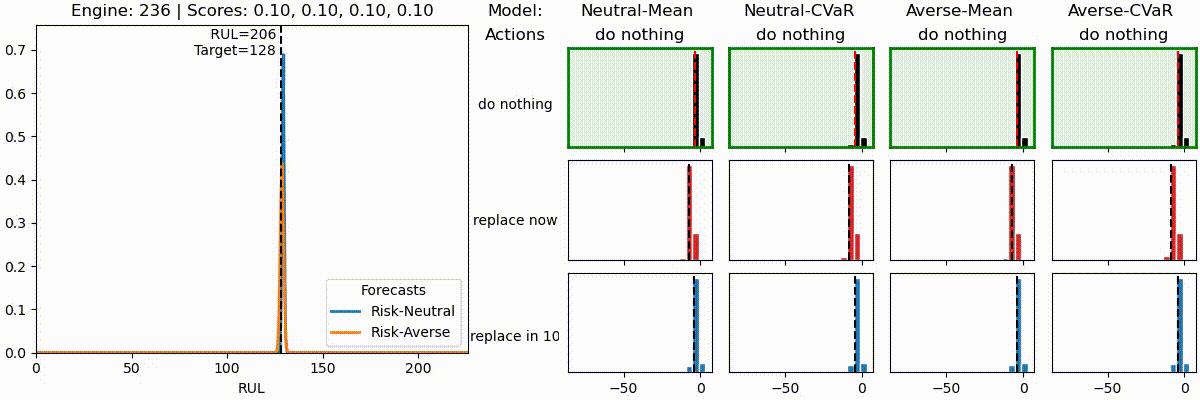 Engine: 236 | Scores: 0.10, 0.10, 0.10, 0.10
RUL=206
Target=128
0.7
0.6
0.5
0.4
0.3
0.2
0.1
0.0
0
50
100
150
200
RUL
Forecasts
Risk-Neutral
Risk-Averse
Model:
Neutral-Mean
Neutral-CVaR
Averse-Mean
Averse-CVaR
Actions
do nothing
do nothing
do nothing
do nothing
do nothing
replace now
replace in 10
−50
0
−50
0
−50
0
−50
0